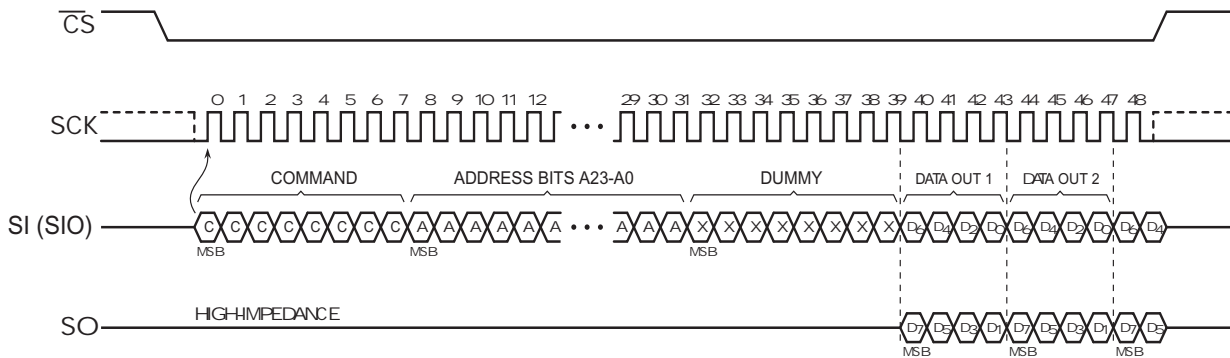 CS
0 1 2 3 4 5 6 7 8 9 10 11 12 29 30 31 32 33 34 35 36 37 38 39 40 41 42 43 44 45 46 47 48
SCK
COMMAND ADDRESS BITS A23-A0 DUMMY DATA OUT 1 DATA OUT 2
SI (SIO) C C C C C C C C A A A A A A A A A X X X X X X X X D6 D4 D2 D0 D6 D4 D2 D0 D6 D4
MSB MSB MSB
HIGH-IMPEDANCE
SO D7 D5 D3 D1 D7 D5 D3 D1 D7 D5
MSB MSB MSB